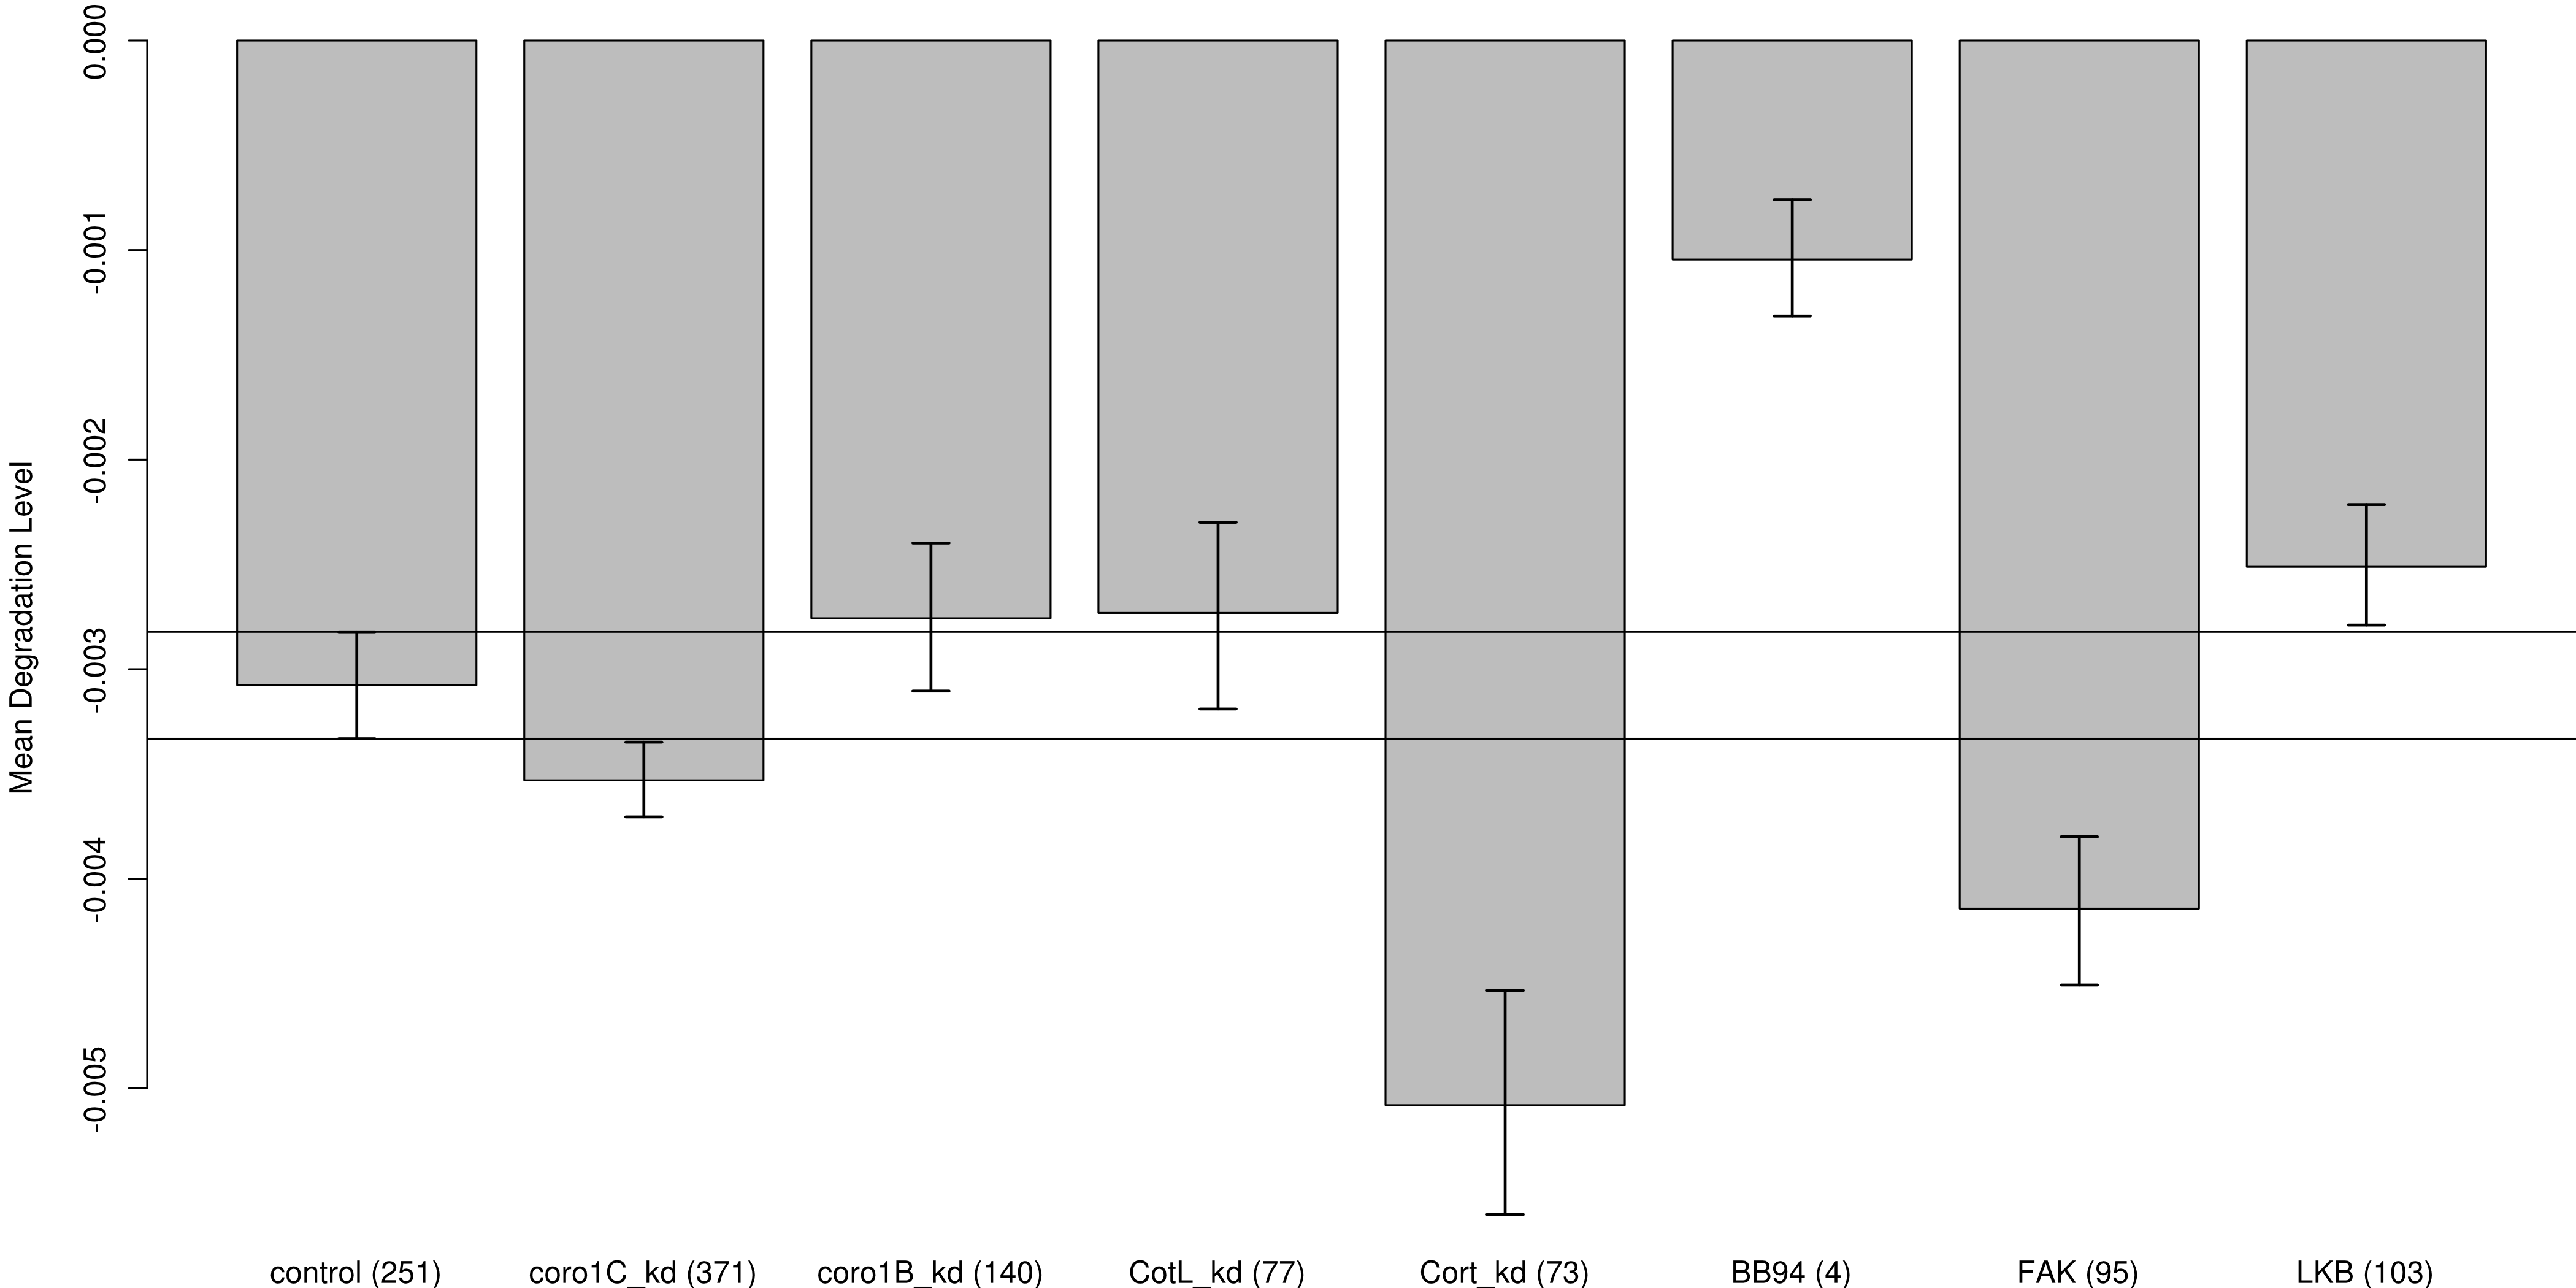 Mean Degradation Level
0.000
-0.001
-0.002
-0.003
-0.004
-0.005
control (251)
coro1C_kd (371)
coro1B_kd (140)
CotL_kd (77)
Cort_kd (73)
BB94 (4)
FAK (95)
LKB (103)